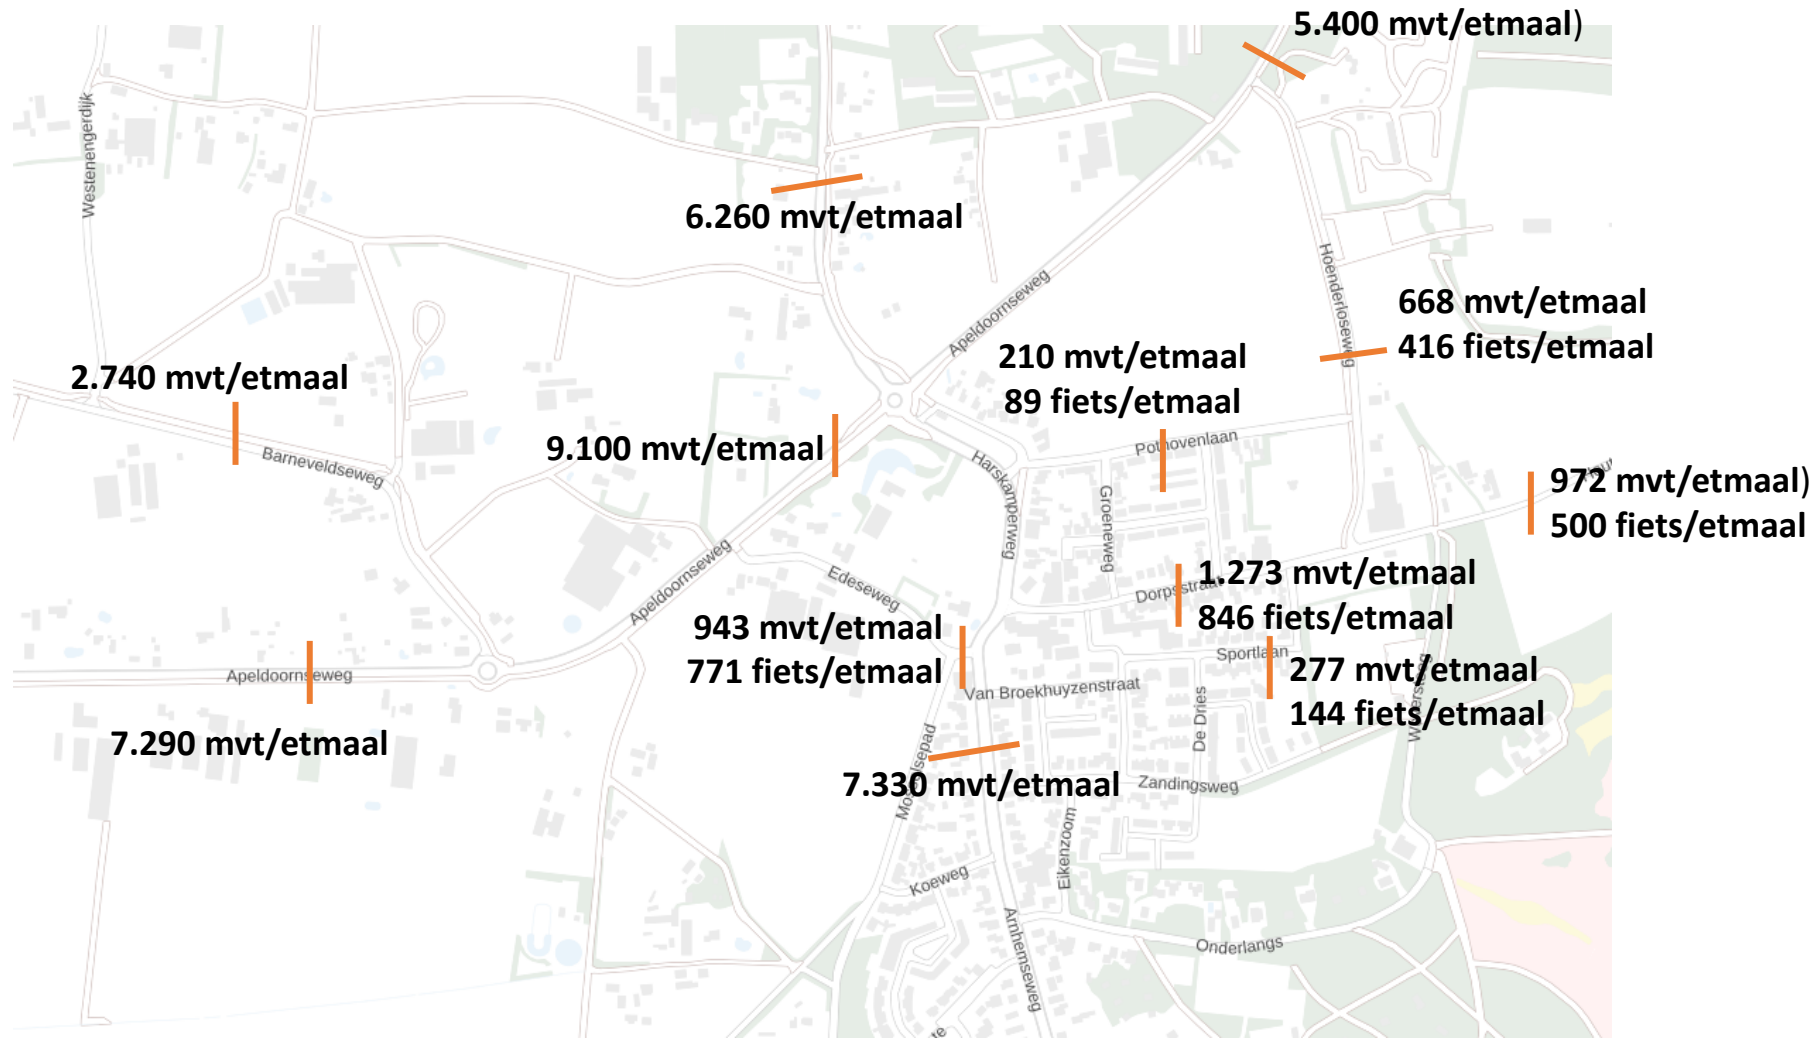 5.400 mvt/etmaal)
Westenengerdijk
6.260 mvt/etmaal
Apeldoornseweg
Hoenderloseweg
668 mvt/etmaal
416 fiets/etmaal
210 mvt/etmaal
89 fiets/etmaal
2.740 mvt/etmaal
Barneveldseweg
9.100 mvt/etmaal
Harskamperweg
Pothovenlaan
Groeneweg
972 mvt/etmaal)
500 fiets/etmaal
Apeldoornseweg
Edeseweg
Dorpsstraat
1.273 mvt/etmaal
846 fiets/etmaal
943 mvt/etmaal
771 fiets/etmaal
Sportlaan
277 mvt/etmaal
144 fiets/etmaal
Apeldoornseweg
7.290 mvt/etmaal
Van Broekhuyzenstraat
De Dries
7.330 mvt/etmaal
Zandingsweg
Eikenzoom
Koeweg
Arnhemseweg
Onderlangs